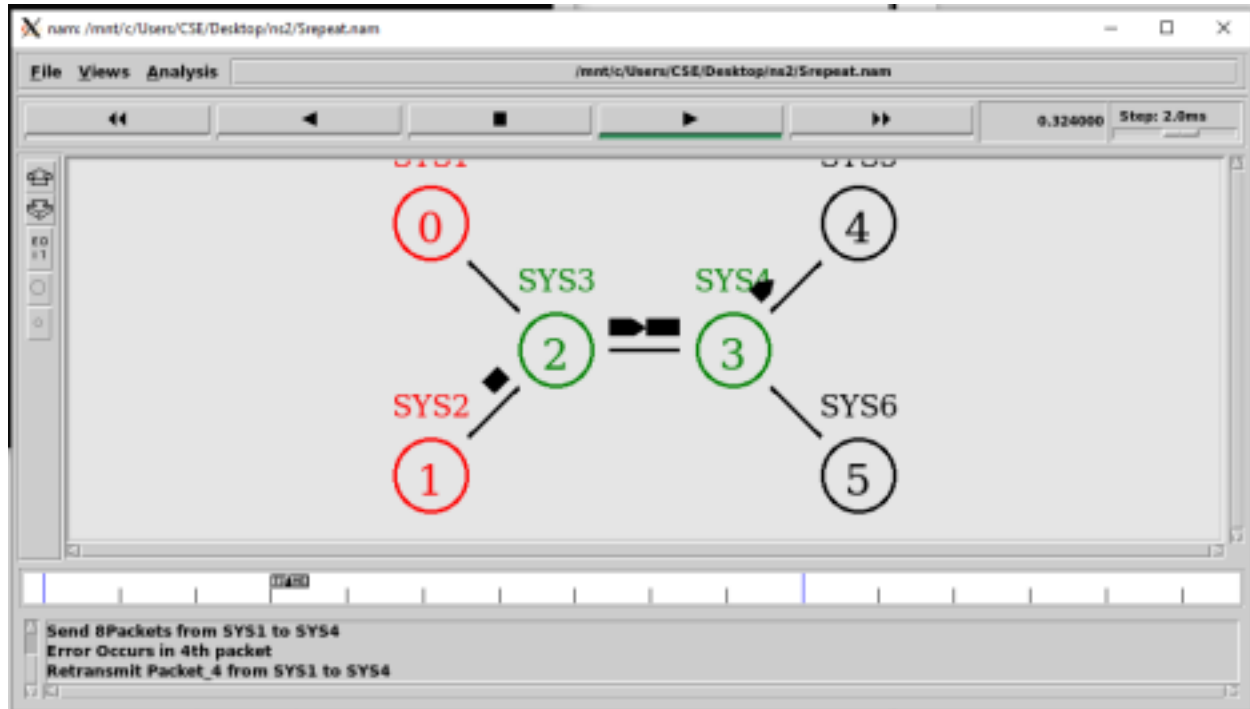 nam: /mnt/c/Users/CSE/Desktop/ns2/Srepeat.nam
File Views Analysis /mnt/c/Users/CSE/Desktop/ns2/Srepeat.nam
0.324000 Step: 2.0ms
SYS1
0
4
SYS3 SYS4
2 3
SYS2 SYS6
1 5
Send 8Packets from SYS1 to SYS4
Error Occurs in 4th packet
Retransmit Packet_4 from SYS1 to SYS4